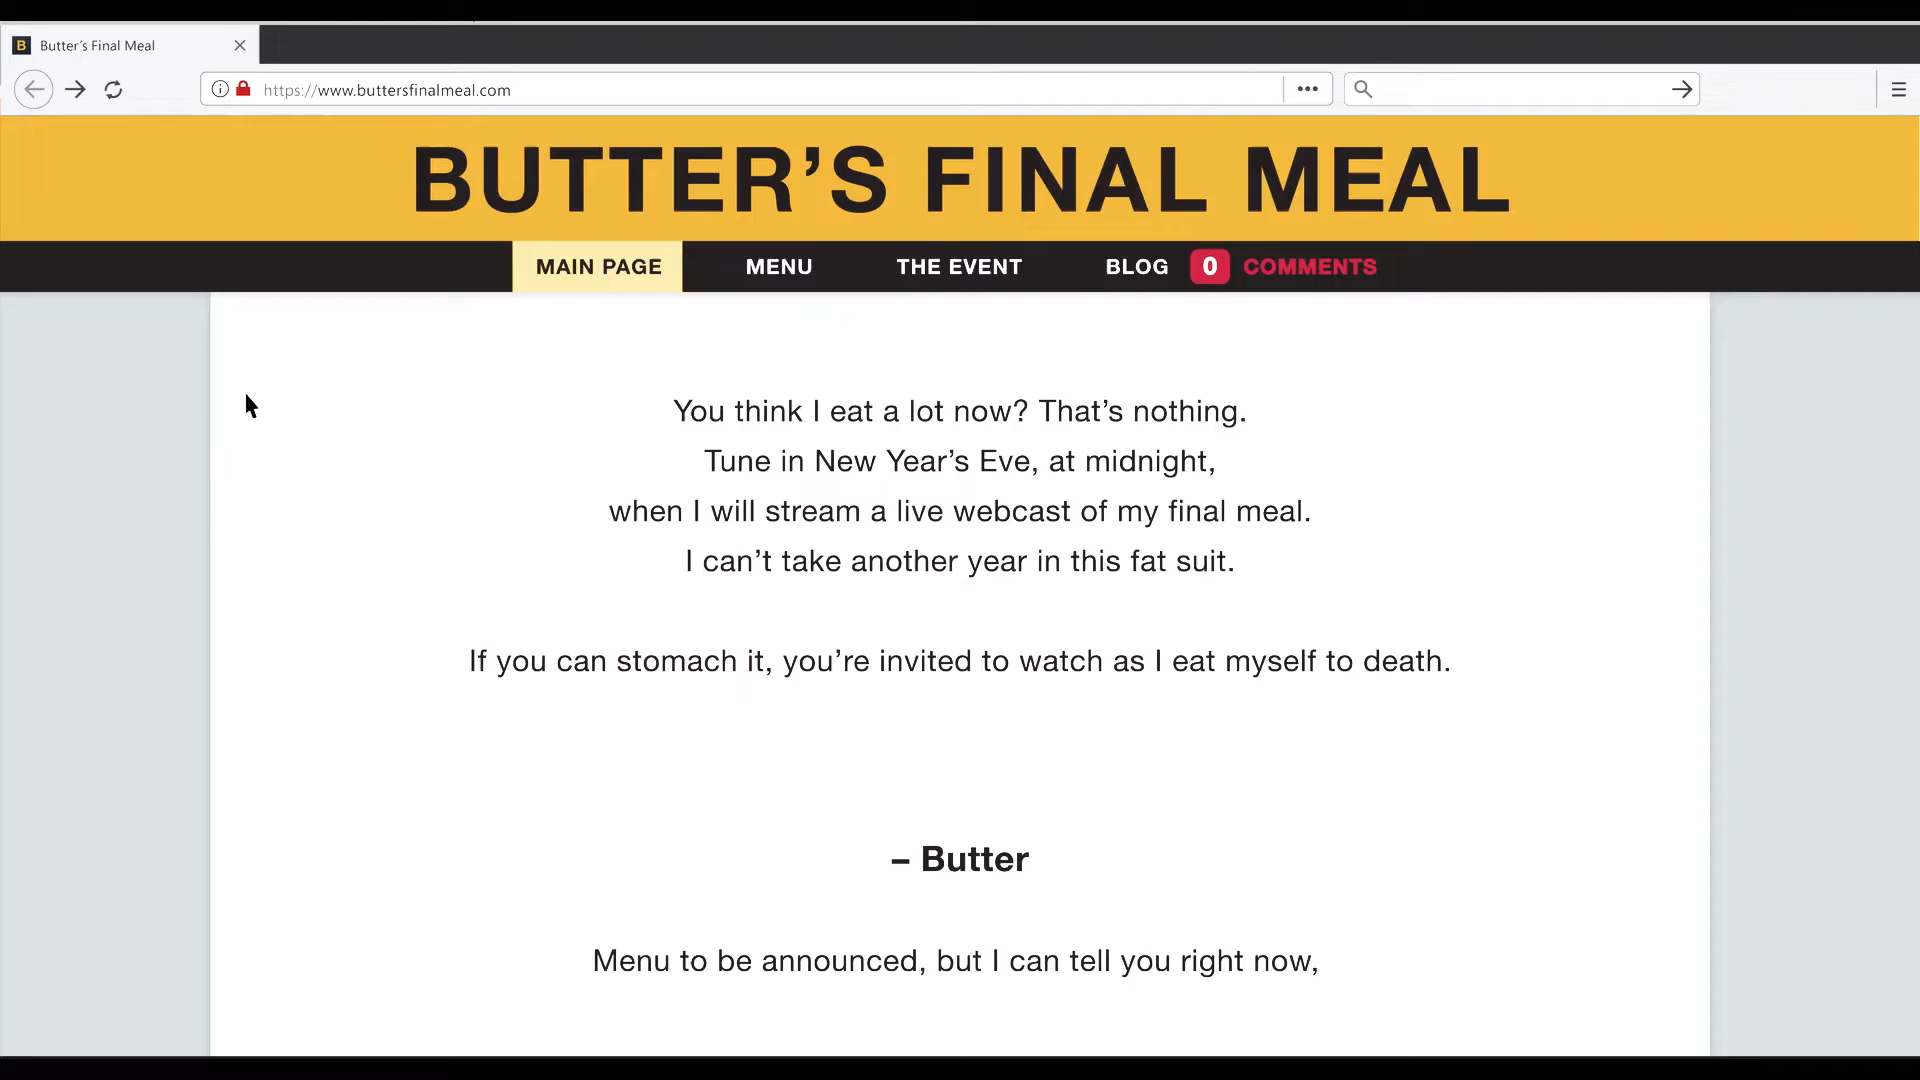 B Butter's Final Meal
https://www.buttersfinalmeal.com
BUTTER’S FINAL MEAL
MAIN PAGE MENU THE EVENT BLOG 0 COMMENTS
You think I eat a lot now? That’s nothing.
Tune in New Year’s Eve, at midnight,
when I will stream a live webcast of my final meal.
I can’t take another year in this fat suit.
If you can stomach it, you’re invited to watch as I eat myself to death.
– Butter
Menu to be announced, but I can tell you right now,